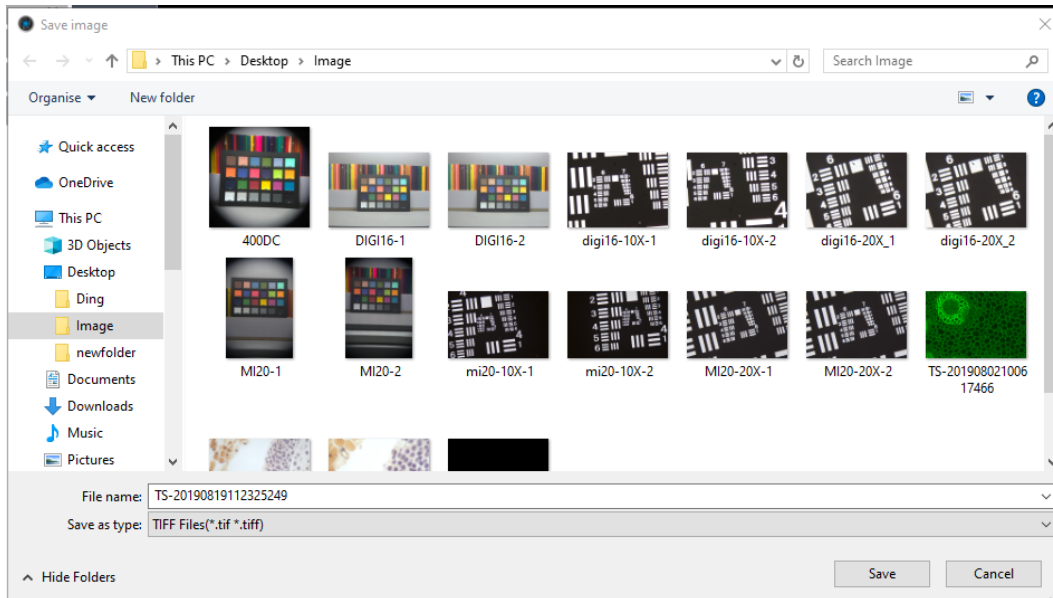 Save image
This PC > Desktop > Image
Search Image
Organise
New folder
Quick access
OneDrive
This PC
3D Objects
Desktop
Ding
Image
newfolder
Documents
Downloads
Music
Pictures
400DC
DIGI16-1
DIGI16-2
digi16-10X-1
digi16-10X-2
digi16-20X_1
digi16-20X_2
MI20-1
MI20-2
mi20-10X-1
mi20-10X-2
MI20-20X-1
MI20-20X-2
TS-201908021006
17466
File name: TS-20190819112325249
Save as type: TIFF Files(*.tif *.tiff)
Hide Folders
Save
Cancel